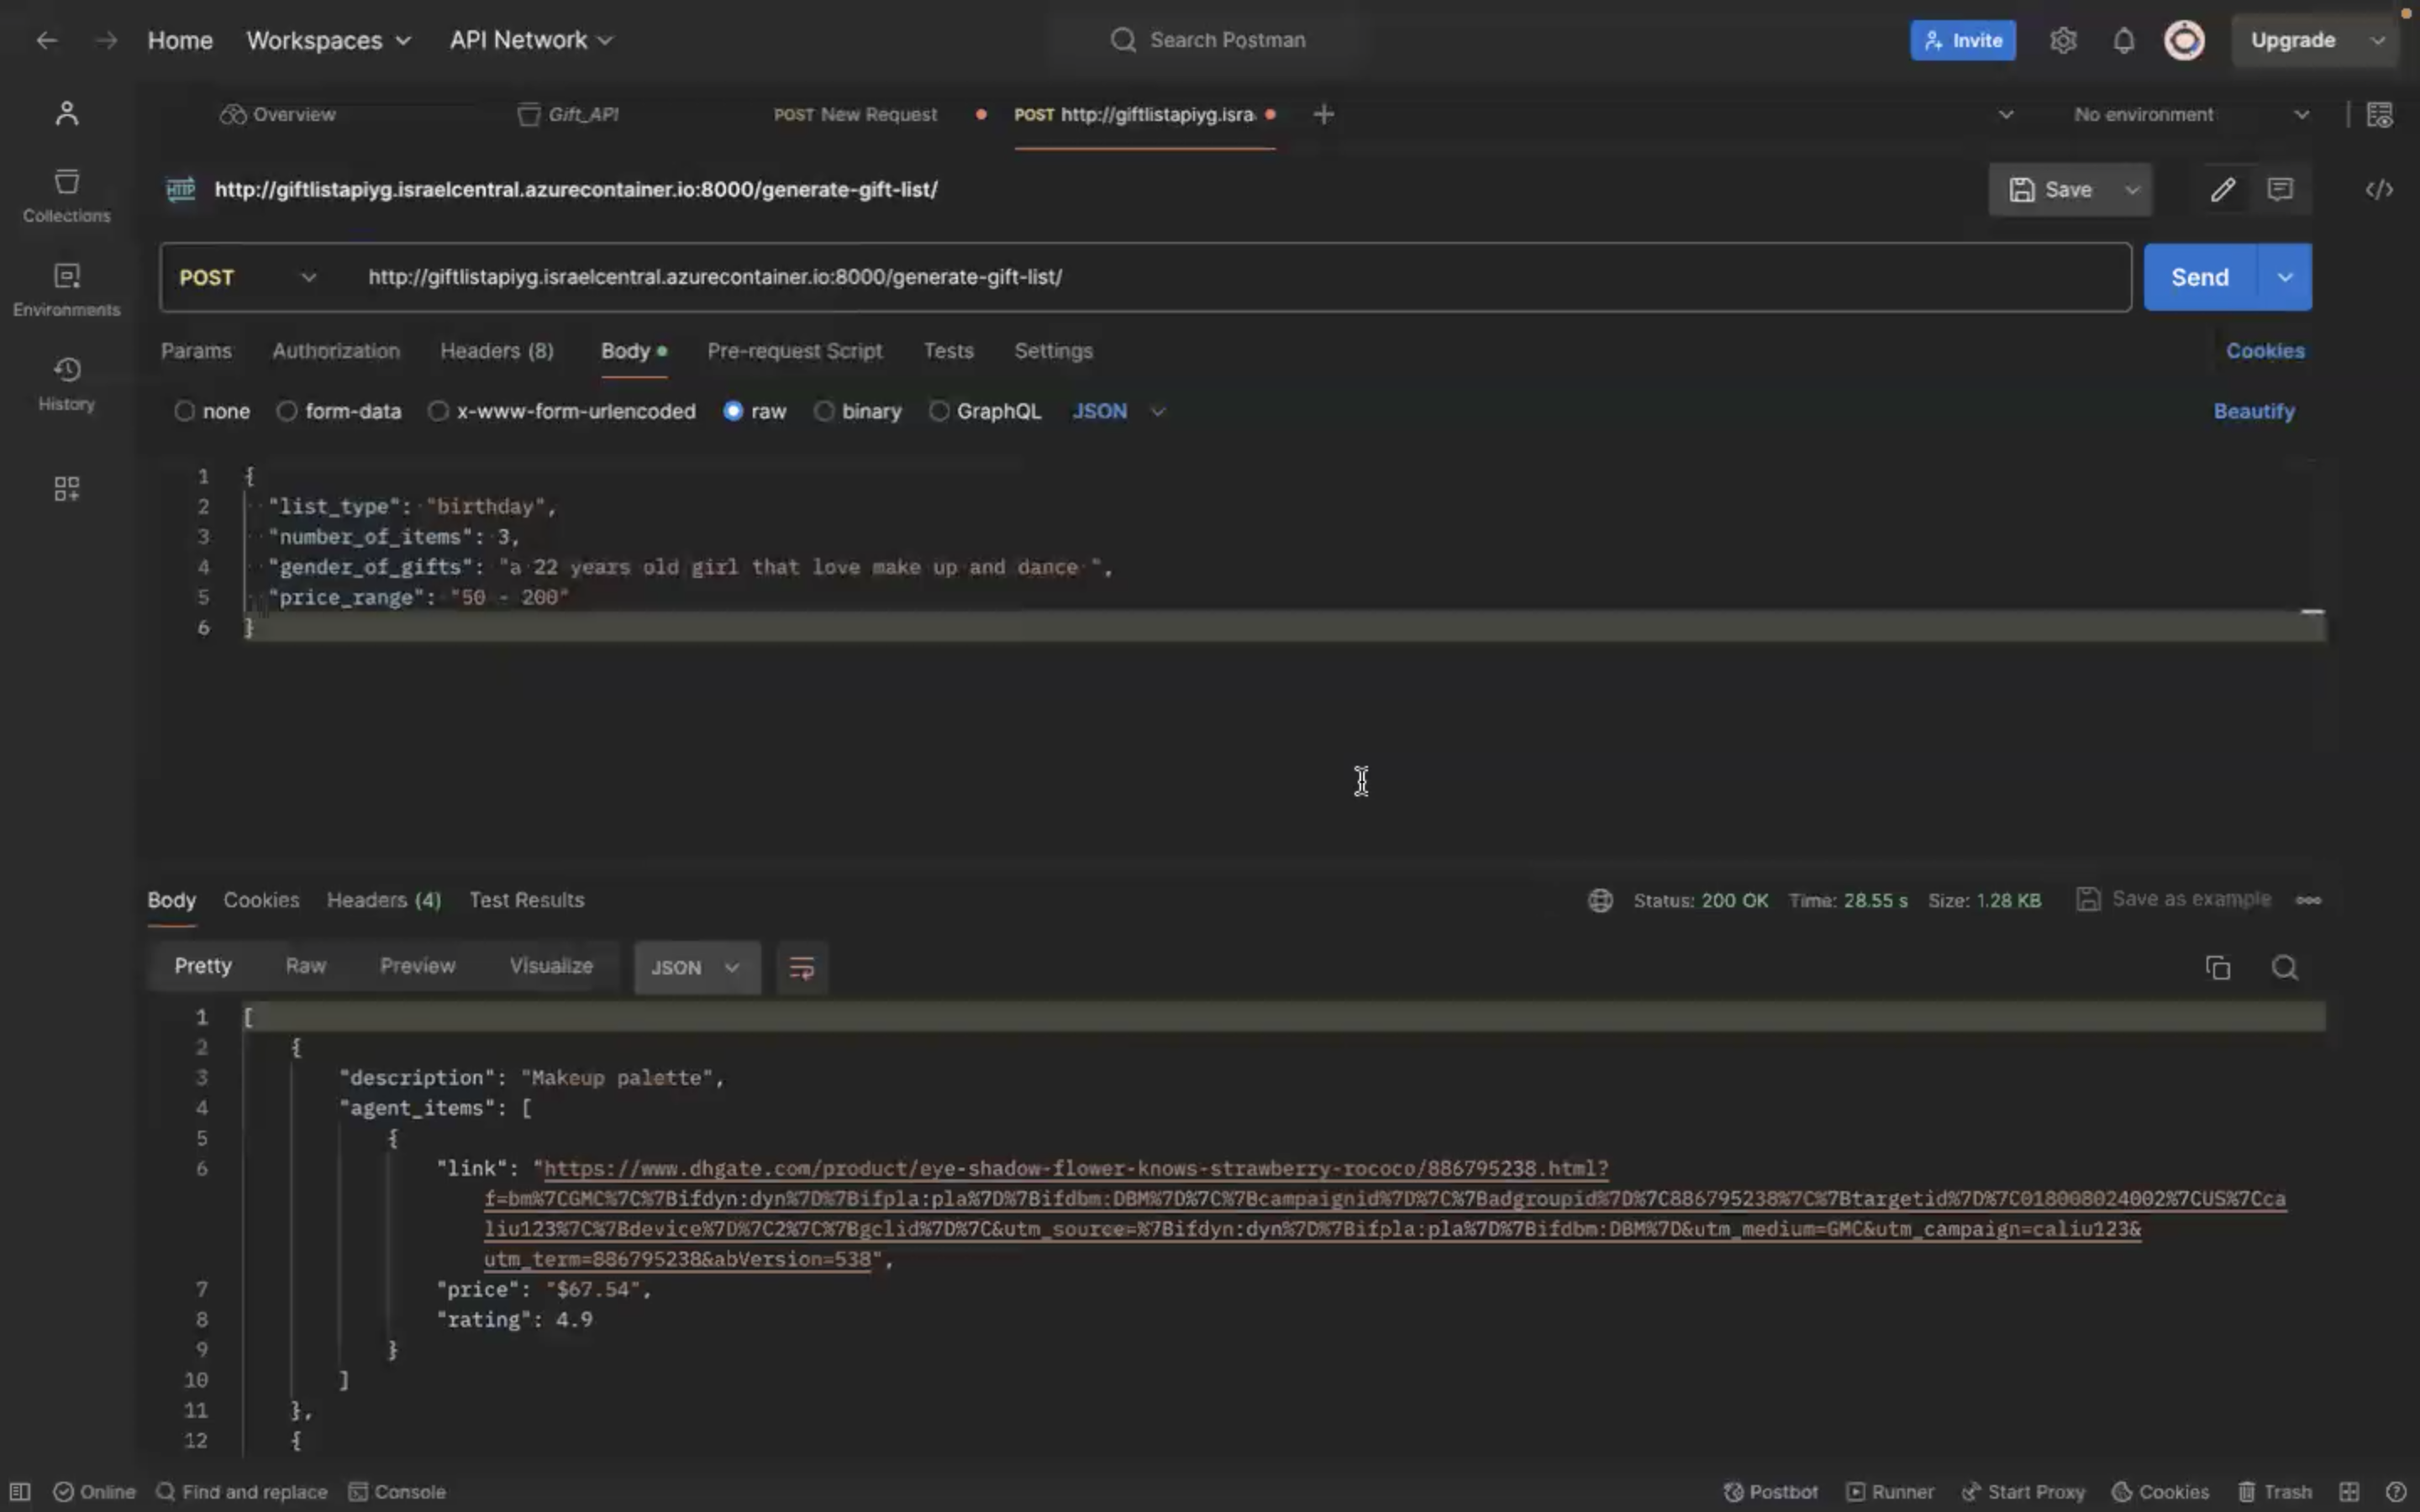 Home Workspaces API Network Search Postman Invite Upgrade
Overview Gift_API POST New Request POST http://giftlistapiyg.isra No environment
HTTP http://giftlistapiyg.israelcentral.azurecontainer.io:8000/generate-gift-list/ Save </>
POST http://giftlistapiyg.israelcentral.azurecontainer.io:8000/generate-gift-list/ Send
Params Authorization Headers (8) Body Pre-request Script Tests Settings Cookies
none form-data x-www-form-urlencoded raw binary GraphQL JSON Beautify
Collections
Environments
History
1 {
2 "list_type": "birthday",
3 "number_of_items": 3,
4 "gender_of_gifts": "a 22 years old girl that love make up and dance ",
5 "price_range": "50 - 200"
6 }
Body Cookies Headers (4) Test Results Status: 200 OK Time: 28.55 s Size: 1.28 KB Save as example
Pretty Raw Preview Visualize JSON
1 [
2 {
3 "description": "Makeup palette",
4 "agent_items": [
5 {
6 "link": "https://www.dhgate.com/product/eye-shadow-flower-knows-strawberry-rococo/886795238.html?
f=bm%7CGMC%7C%7Bifdyn:dyn%7D%7Bifpla:pla%7D%7Bifdbm:DBM%7D%7C%7Bcampaignid%7D%7C%7Badgroupid%7D%7C886795238%7C%7Btargetid%7D%7C018008024002%7CUS%7Cca
liu123%7C%7Bdevice%7D%7C2%7C%7Bgclid%7D%7C&utm_source=%7Bifdyn:dyn%7D%7Bifpla:pla%7D%7Bifdbm:DBM%7D&utm_medium=GMC&utm_campaign=caliu123&
utm_term=886795238&abVersion=538",
7 "price": "$67.54",
8 "rating": 4.9
9 }
10 ]
11 },
12 {
Online Find and replace Console Postbot Runner Start Proxy Cookies Trash